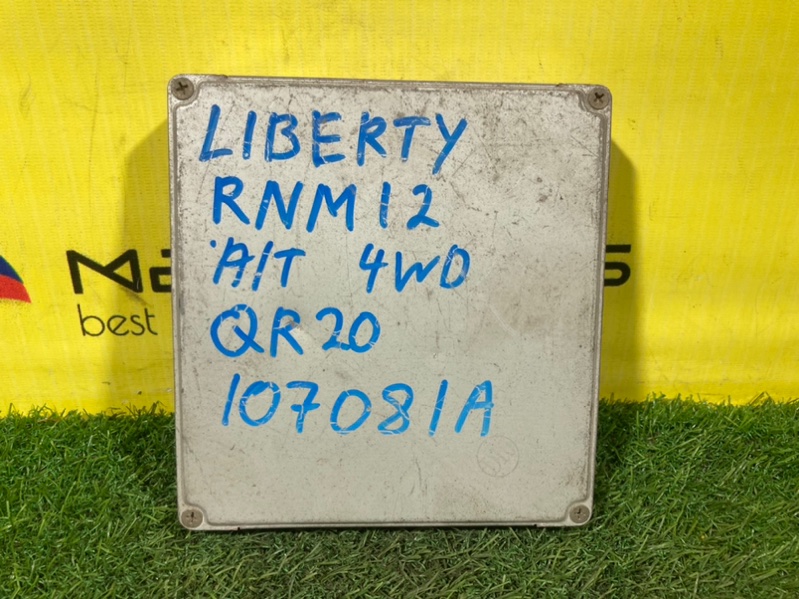 LIBERTY
RNM12
A/T 4WD
QR20
107081A
best